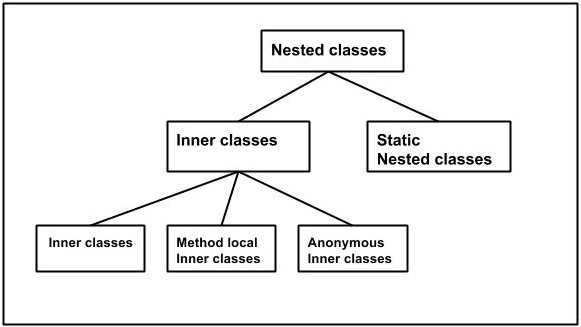 Nested classes
Inner classes
Static
Nested classes
Inner classes
Method local
Inner classes
Anonymous
Inner classes